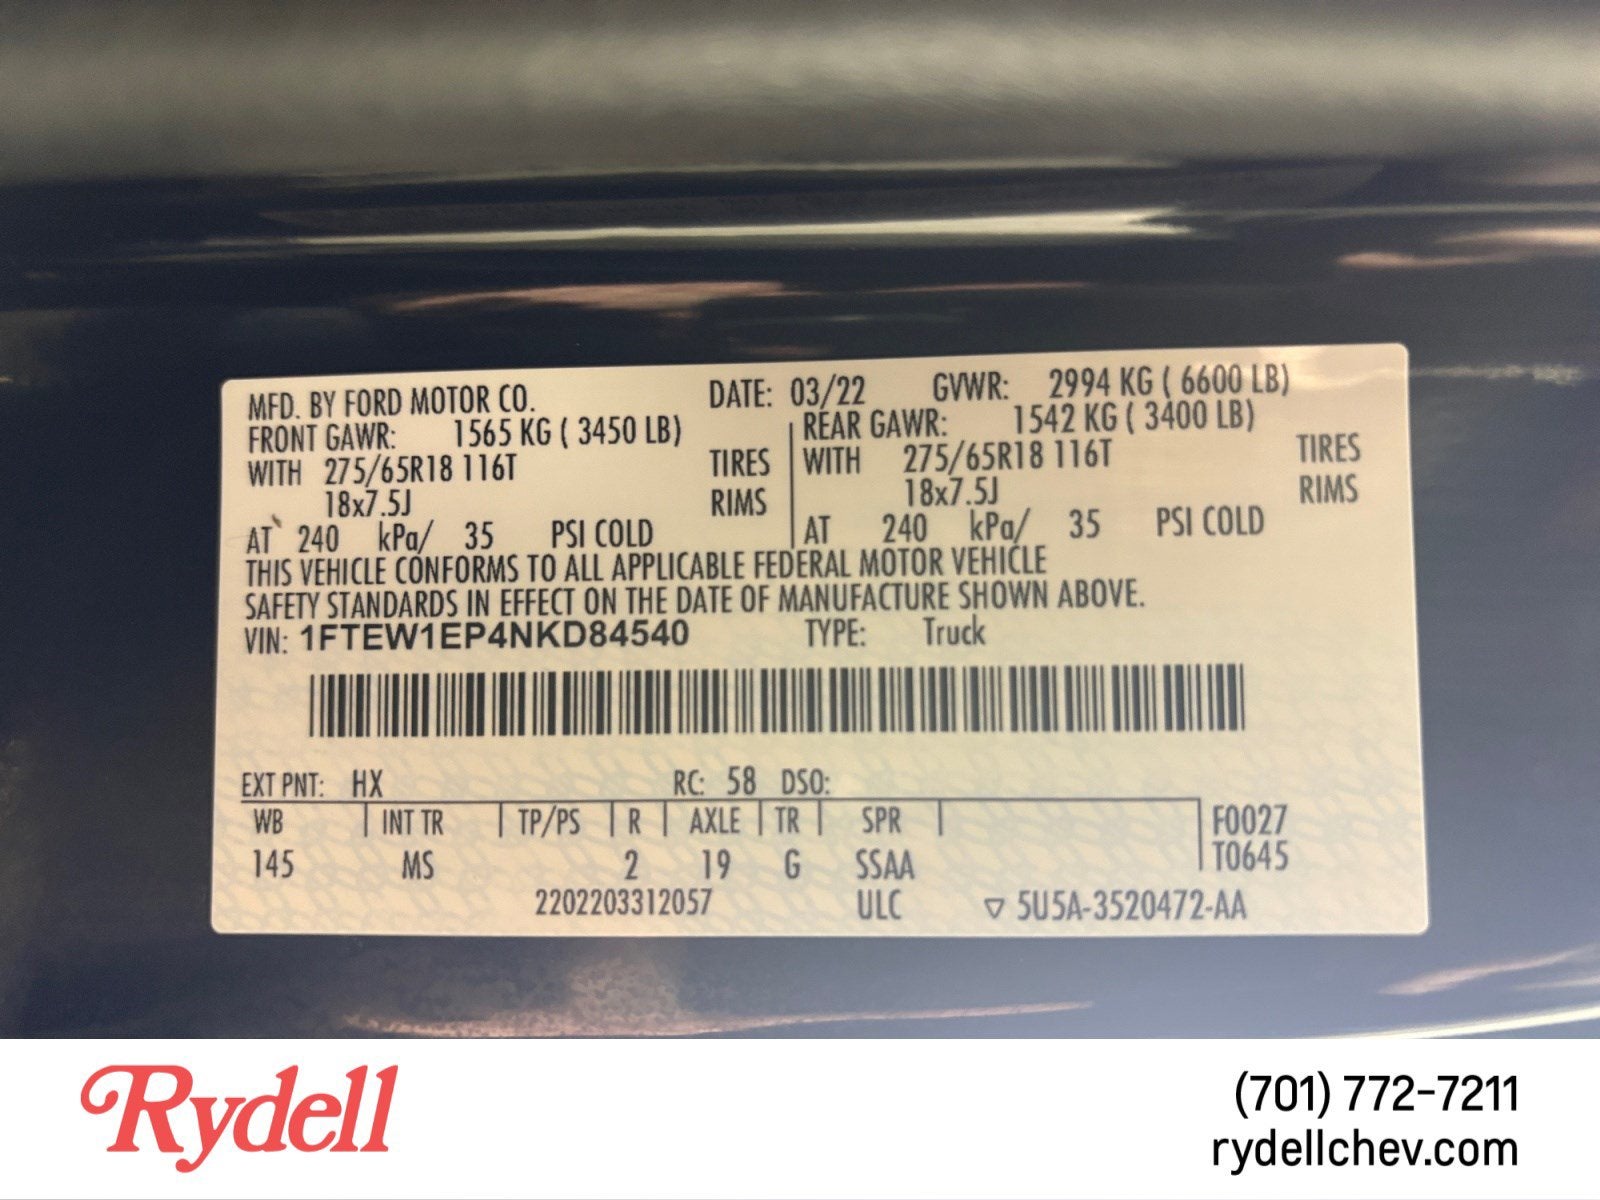 MFD. BY FORD MOTOR CO. DATE: 03/22 GVWR: 2994 KG ( 6600 LB)
FRONT GAWR: 1565 KG ( 3450 LB) REAR GAWR: 1542 KG ( 3400 LB)
WITH 275/65R18 116T TIRES WITH 275/65R18 116T TIRES
18x7.5J RIMS 18x7.5J RIMS
AT 240 kPa/ 35 PSI COLD AT 240 kPa/ 35 PSI COLD
THIS VEHICLE CONFORMS TO ALL APPLICABLE FEDERAL MOTOR VEHICLE
SAFETY STANDARDS IN EFFECT ON THE DATE OF MANUFACTURE SHOWN ABOVE.
VIN: 1FTEW1EP4NKD84540 TYPE: Truck
EXT PNT: HX RC: 58 DSO:
WB INT TR TP/PS R AXLE TR SPR F0027
145 MS 2 19 G SSAA T0645
2202203312057 ULC ▽ 5U5A-3520472-AA
Rydell
(701) 772-7211
rydellchev.com